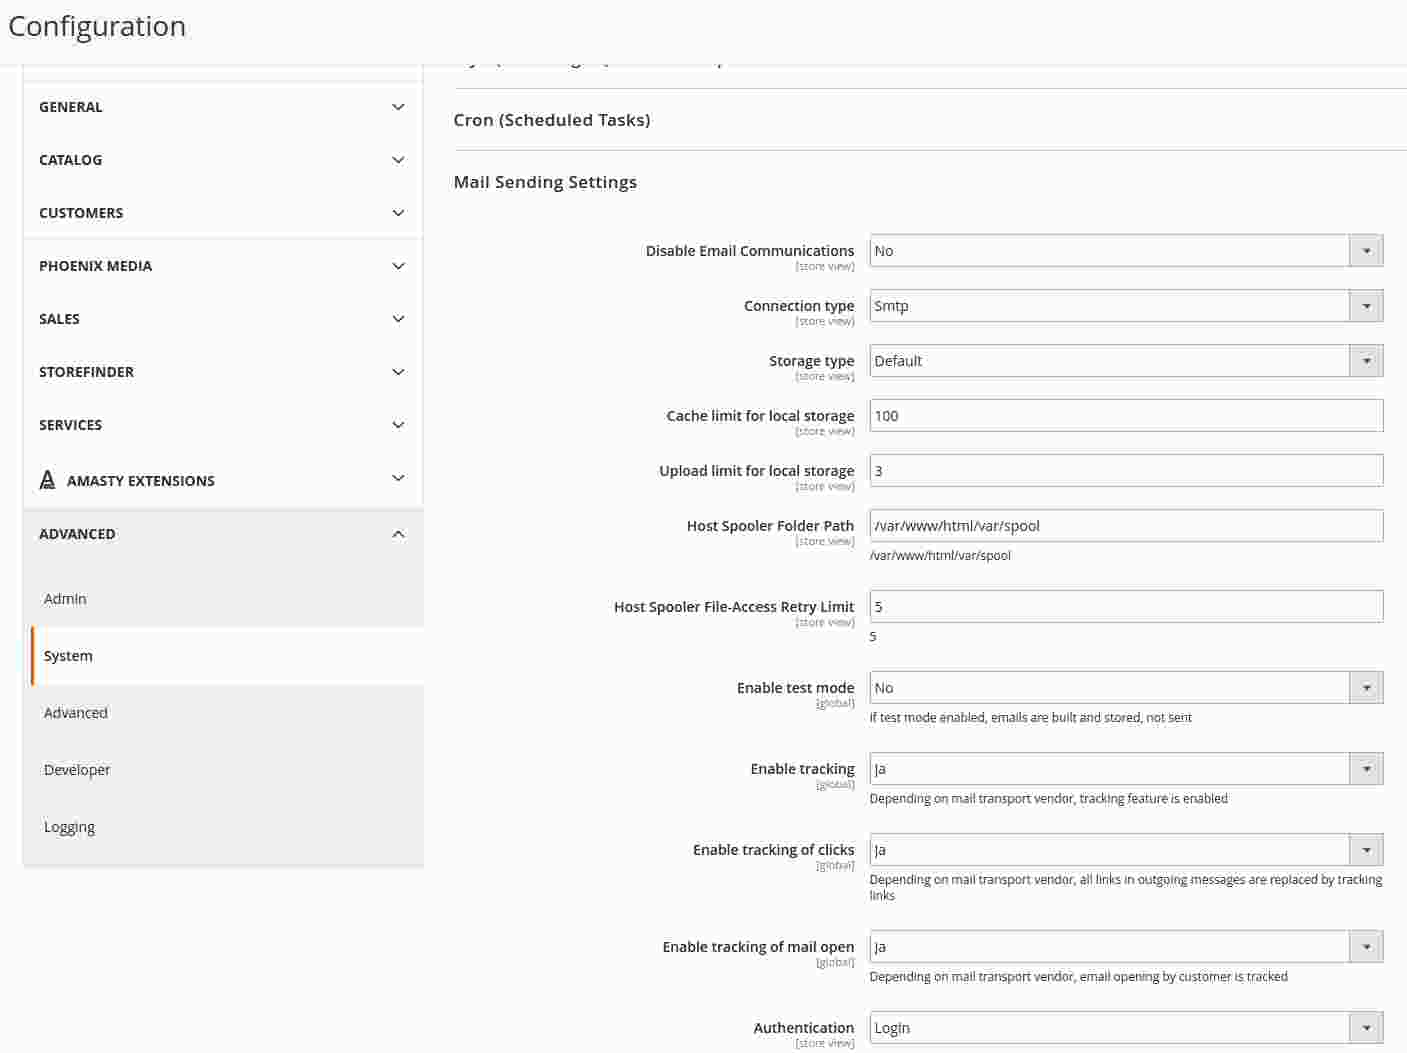 Configuration
GENERAL
CATALOG
CUSTOMERS
PHOENIX MEDIA
SALES
STOREFINDER
SERVICES
AMASTY EXTENSIONS
ADVANCED
Admin
System
Advanced
Developer
Logging
Cron (Scheduled Tasks)
Mail Sending Settings
Disable Email Communications
[store view]
No
Connection type
[store view]
Smtp
Storage type
[store view]
Default
Cache limit for local storage
[store view]
100
Upload limit for local storage
[store view]
3
Host Spooler Folder Path
[store view]
/var/www/html/var/spool
/var/www/html/var/spool
Host Spooler File-Access Retry Limit
[store view]
5
5
Enable test mode
[global]
No
If test mode enabled, emails are built and stored, not sent
Enable tracking
[global]
Ja
Depending on mail transport vendor, tracking feature is enabled
Enable tracking of clicks
[global]
Ja
Depending on mail transport vendor, all links in outgoing messages are replaced by tracking
links
Enable tracking of mail open
[global]
Ja
Depending on mail transport vendor, email opening by customer is tracked
Authentication
[store view]
Login